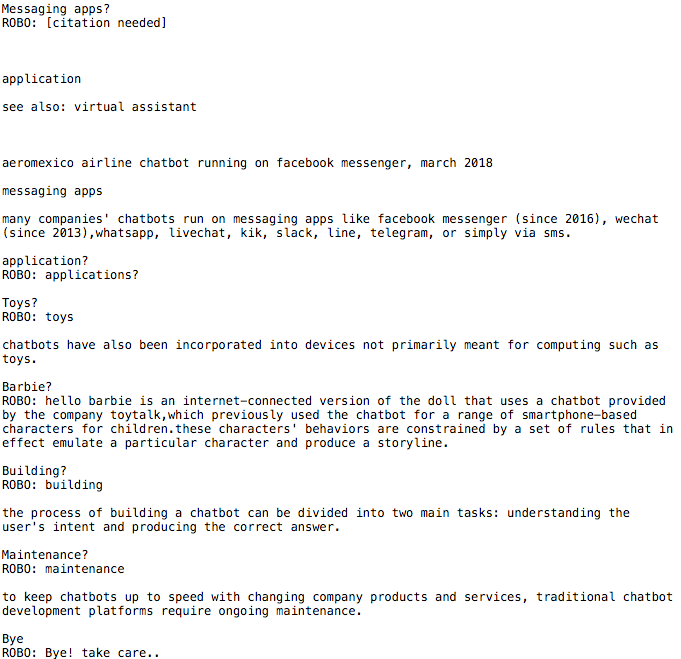 Messaging apps?
ROBO: [citation needed]
application
see also: virtual assistant
aeromexico airline chatbot running on facebook messenger, march 2018
messaging apps
many companies' chatbots run on messaging apps like facebook messenger (since 2016), wechat
(since 2013),whatsapp, livechat, kik, slack, line, telegram, or simply via sms.
application?
ROBO: applications?
Toys?
ROBO: toys
chatbots have also been incorporated into devices not primarily meant for computing such as
toys.
Barbie?
ROBO: hello barbie is an internet-connected version of the doll that uses a chatbot provided
by the company toytalk,which previously used the chatbot for a range of smartphone-based
characters for children.these characters' behaviors are constrained by a set of rules that in
effect emulate a particular character and produce a storyline.
Building?
ROBO: building
the process of building a chatbot can be divided into two main tasks: understanding the
user's intent and producing the correct answer.
Maintenance?
ROBO: maintenance
to keep chatbots up to speed with changing company products and services, traditional chatbot
development platforms require ongoing maintenance.
Bye
ROBO: Bye! take care..